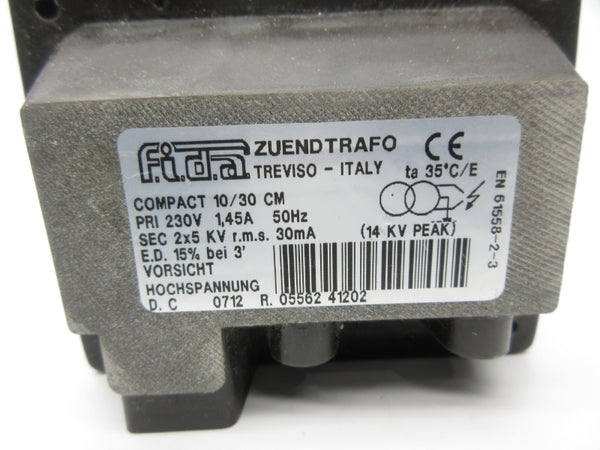 f.i.d.a ZUENDTRAFO CE
TREVISO - ITALY ta 35°C/E
COMPACT 10/30 CM
PRI 230V 1,45A 50Hz
SEC 2x5 KV r.m.s. 30mA (14 KV PEAK)
E.D. 15% bei 3'
VORSICHT
HOCHSPANNUNG
D. C 0712 R. 05562 41202
EN 61558-2-3